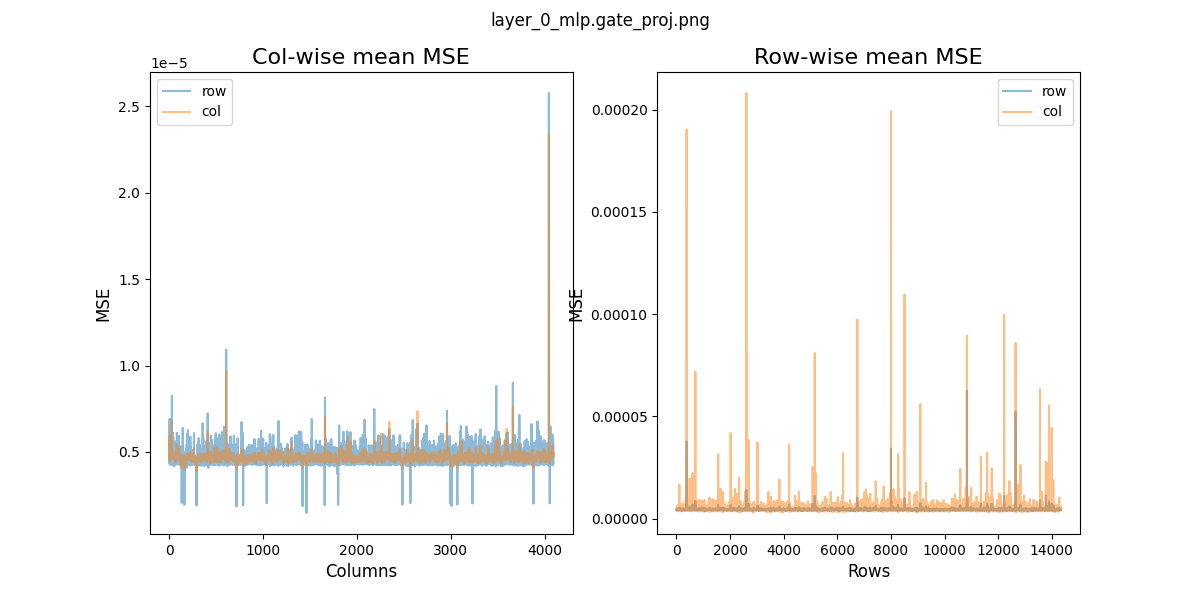 layer_0_mlp.gate_proj.png
Col-wise mean MSE
1e−5
row
col
2.5
2.0
1.5
1.0
0.5
MSE
0
1000
2000
3000
4000
Columns
Row-wise mean MSE
row
col
0.00020
0.00015
0.00010
0.00005
0.00000
MSE
0
2000
4000
6000
8000
10000
12000
14000
Rows